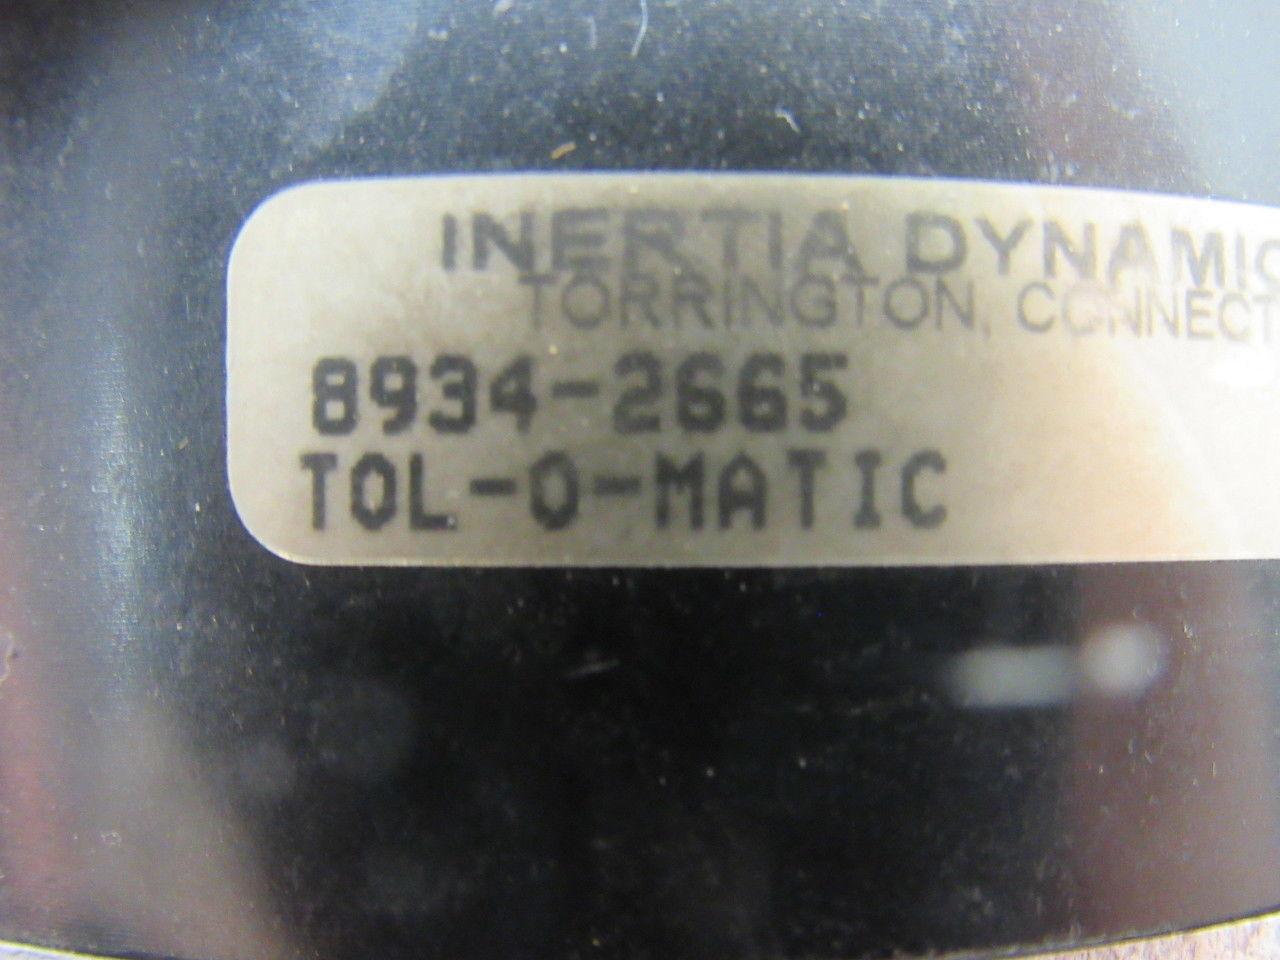 INERTIA DYNAMIC
TORRINGTON, CONNECT
8934-2665
TOL-O-MATIC